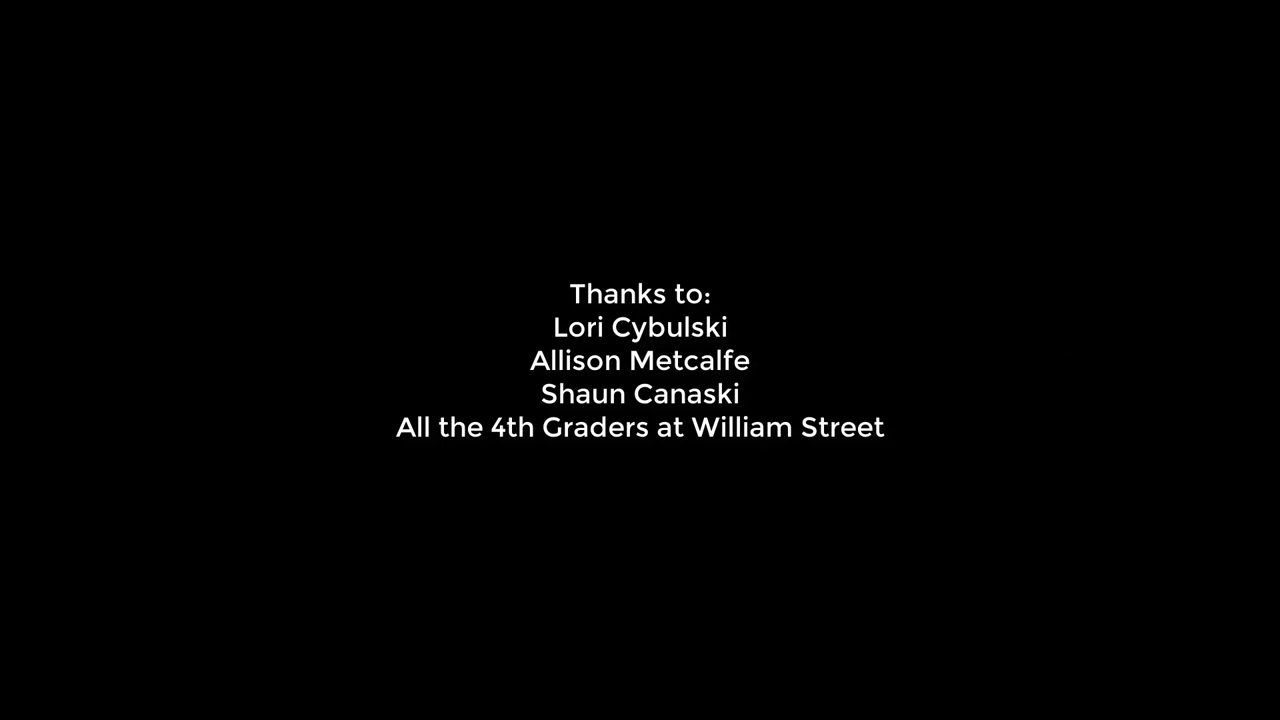 Thanks to:
Lori Cybulski
Allison Metcalfe
Shaun Canaski
All the 4th Graders at William Street